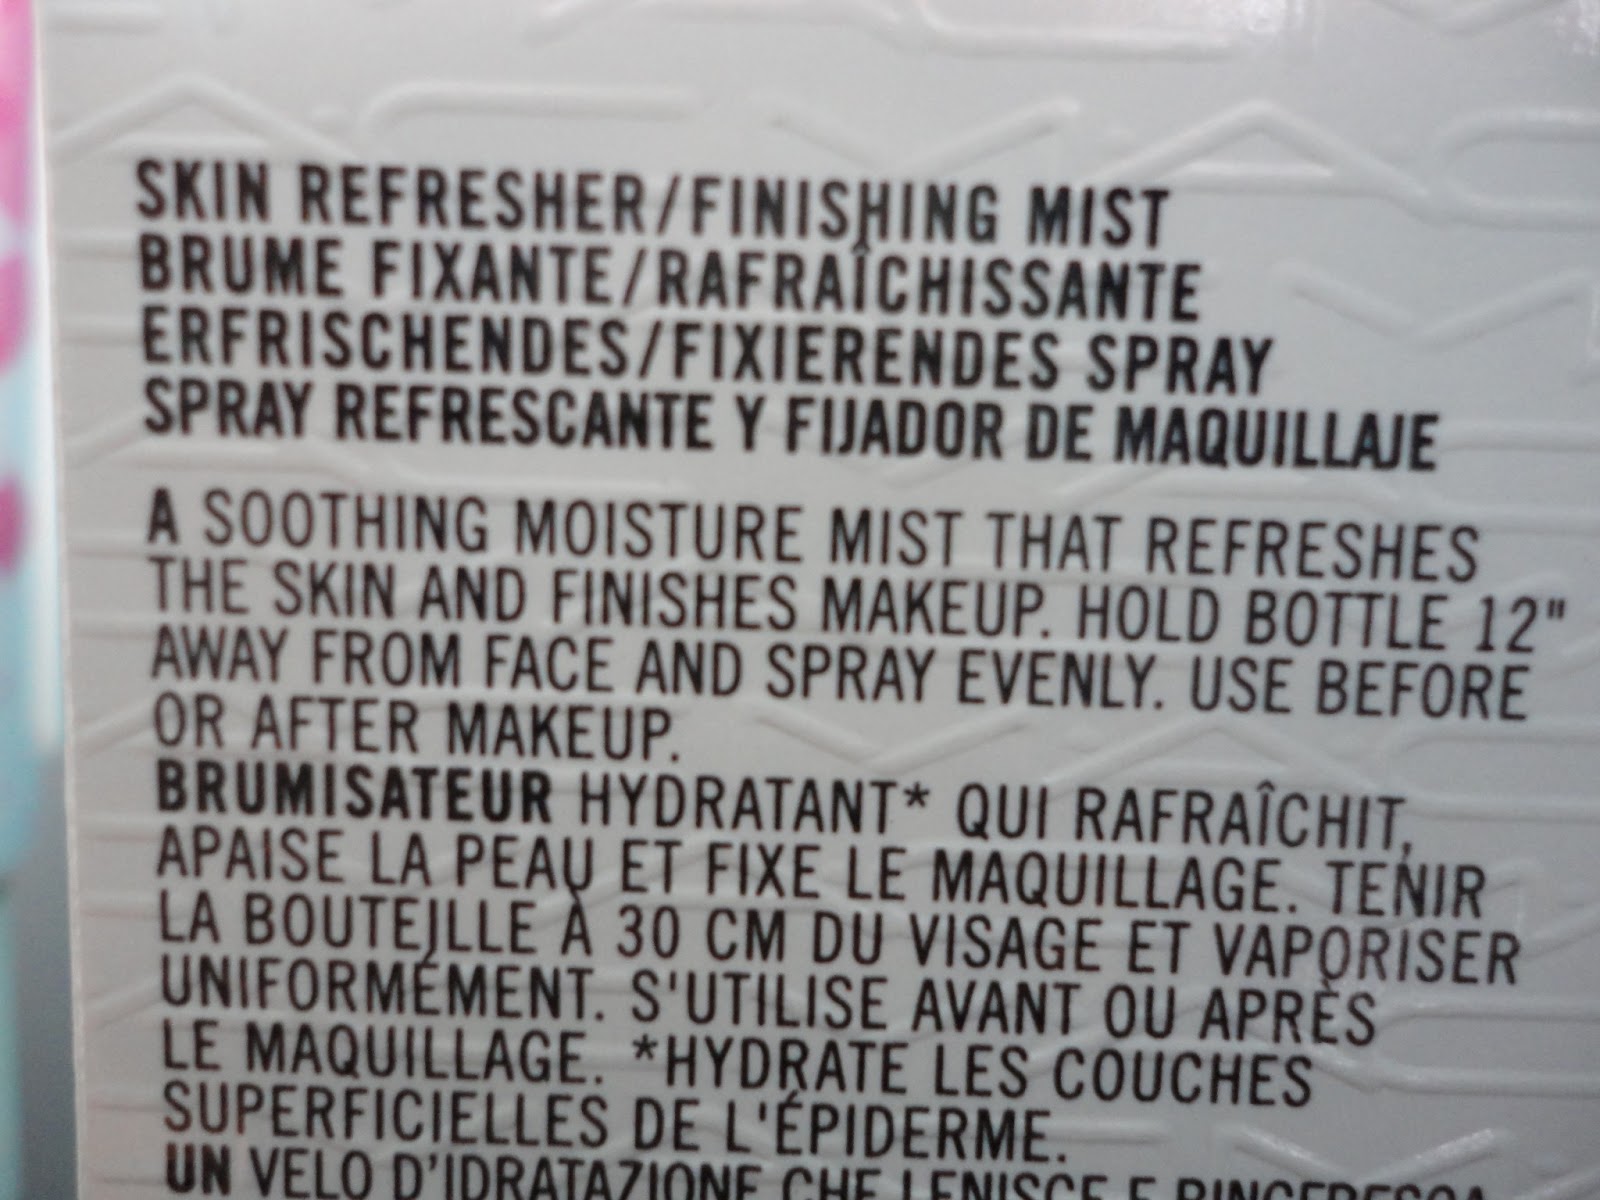 SKIN REFRESHER/FINISHING MIST
BRUME FIXANTE/RAFRAÎCHISSANTE
ERFRISCHENDES/FIXIERENDES SPRAY
SPRAY REFRESCANTE Y FIJADOR DE MAQUILLAJE
A SOOTHING MOISTURE MIST THAT REFRESHES
THE SKIN AND FINISHES MAKEUP. HOLD BOTTLE 12"
AWAY FROM FACE AND SPRAY EVENLY. USE BEFORE
OR AFTER MAKEUP.
BRUMISATEUR HYDRATANT* QUI RAFRAÎCHIT,
APAISE LA PEAU ET FIXE LE MAQUILLAGE. TENIR
LA BOUTEILLE À 30 CM DU VISAGE ET VAPORISER
UNIFORMÉMENT. S'UTILISE AVANT OU APRÈS
LE MAQUILLAGE. *HYDRATE LES COUCHES
SUPERFICIELLES DE L'ÉPIDERME.
UN VELO D'IDRATAZIONE CHE LENISCE E RINFRESCA